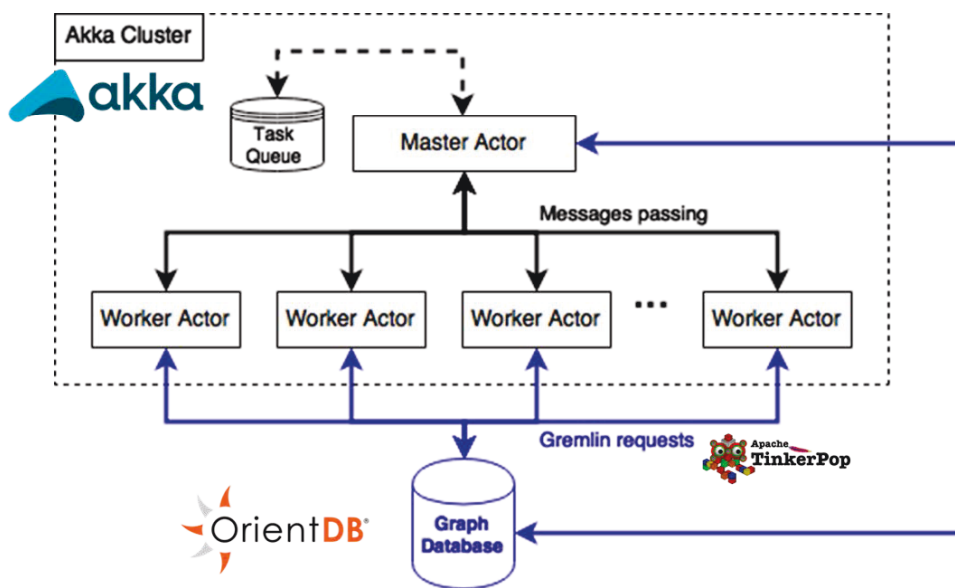 Akka Cluster
akka
Task
Queue
Master Actor
Messages passing
Worker Actor
Worker Actor
Worker Actor
...
Worker Actor
Gremlin requests
Apache
TinkerPop
OrientDB®
Graph
Database